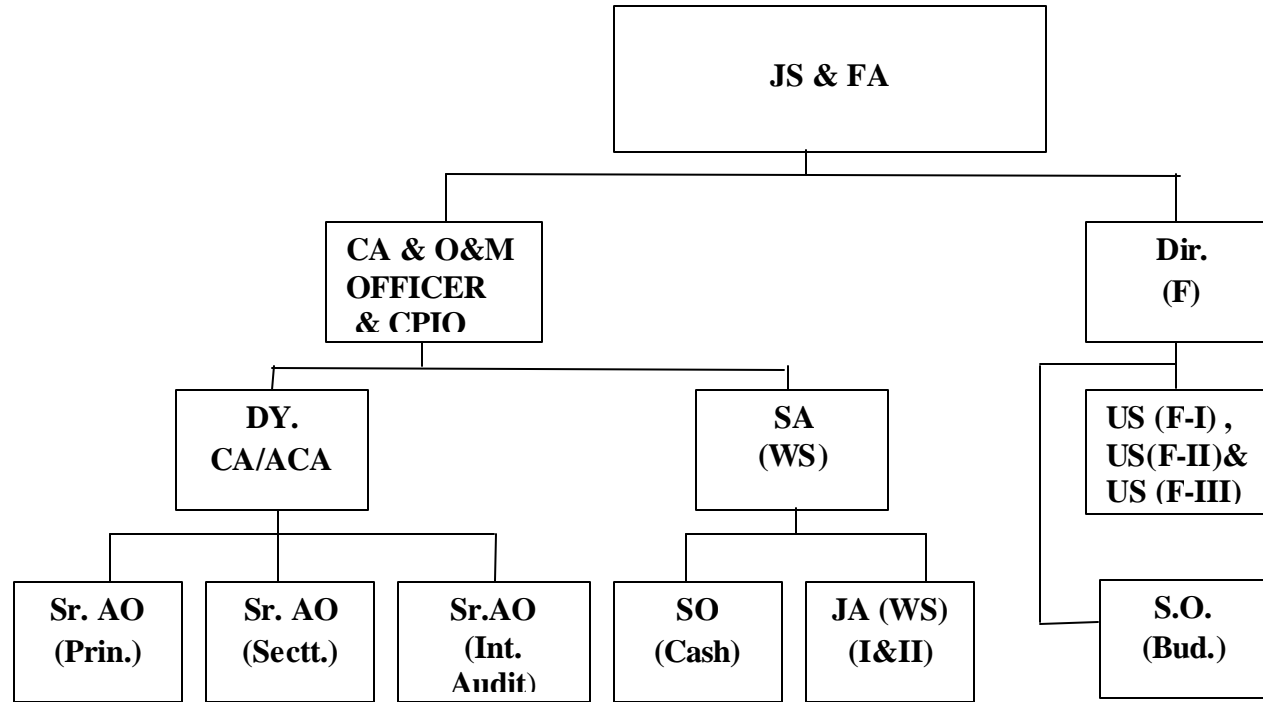 JS & FA
CA & O&M
OFFICER
& CPIO
Dir.
(F)
DY.
CA/ACA
SA
(WS)
US (F-I) ,
US(F-II)&
US (F-III)
Sr. AO
(Prin.)
Sr. AO
(Sectt.)
Sr.AO
(Int.
Audit)
SO
(Cash)
JA (WS)
(I&II)
S.O.
(Bud.)